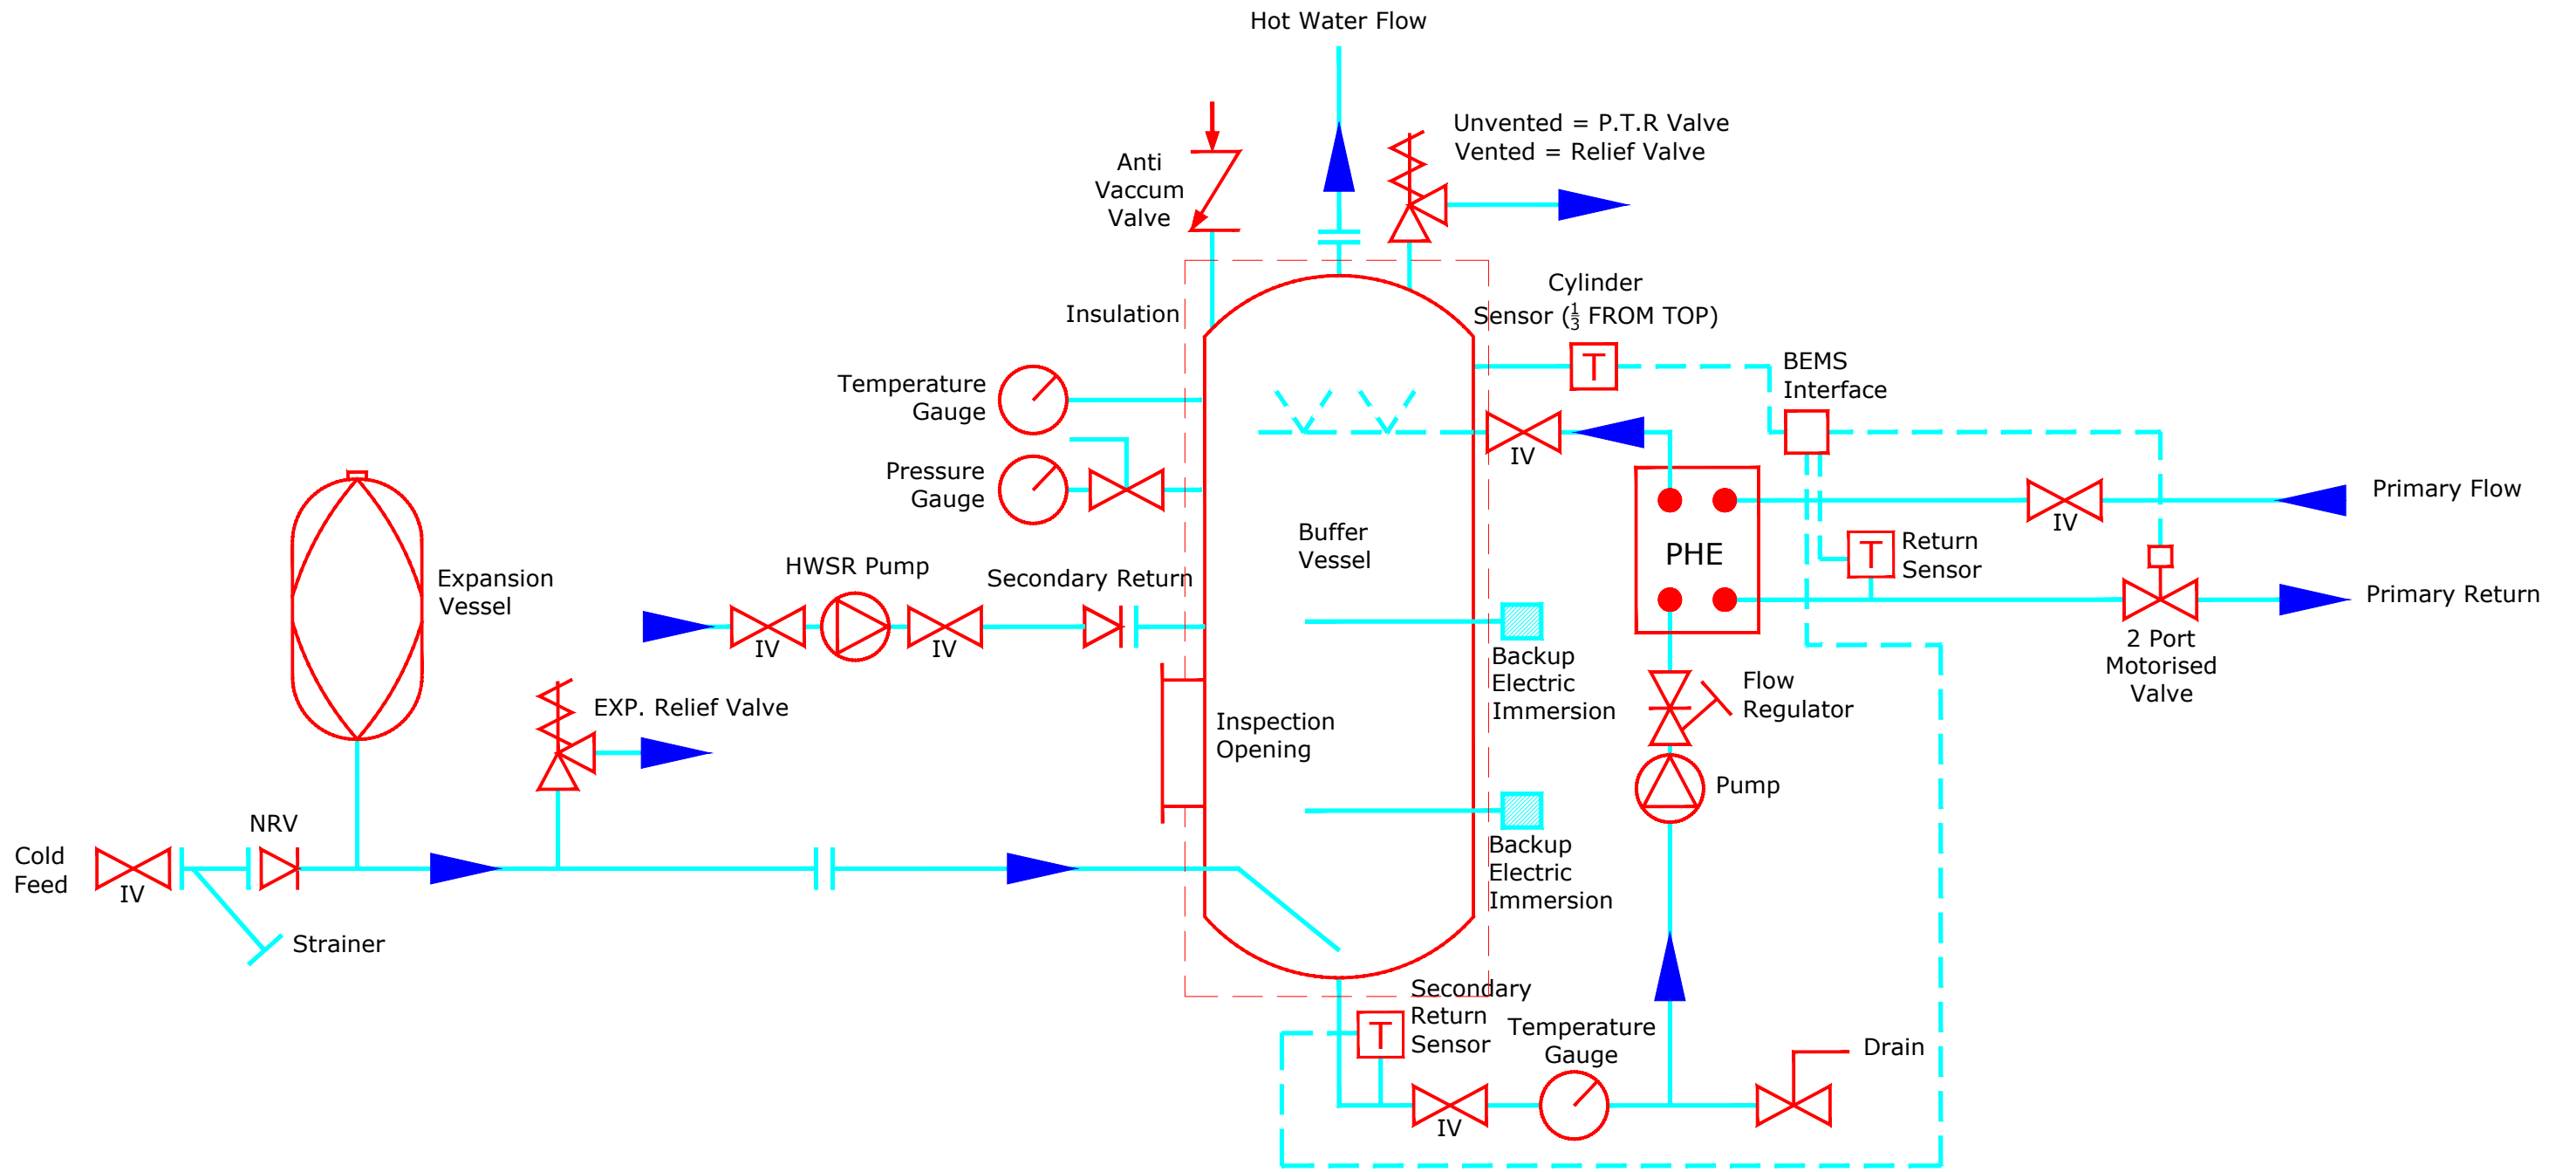 Hot Water Flow
Unvented = P.T.R Valve
Vented = Relief Valve
Anti
Vaccum
Valve
Insulation
Cylinder
Sensor (1/3 FROM TOP)
T
BEMS
Interface
Temperature
Gauge
Pressure
Gauge
IV
Primary Flow
IV
PHE
T
Return
Sensor
Primary Return
2 Port
Motorised
Valve
Buffer
Vessel
Expansion
Vessel
HWSR Pump
Secondary Return
IV
IV
Backup
Electric
Immersion
Flow
Regulator
EXP. Relief Valve
Inspection
Opening
Pump
NRV
Cold
Feed
IV
Strainer
Backup
Electric
Immersion
Secondary
Return
Sensor
T
Temperature
Gauge
IV
Drain